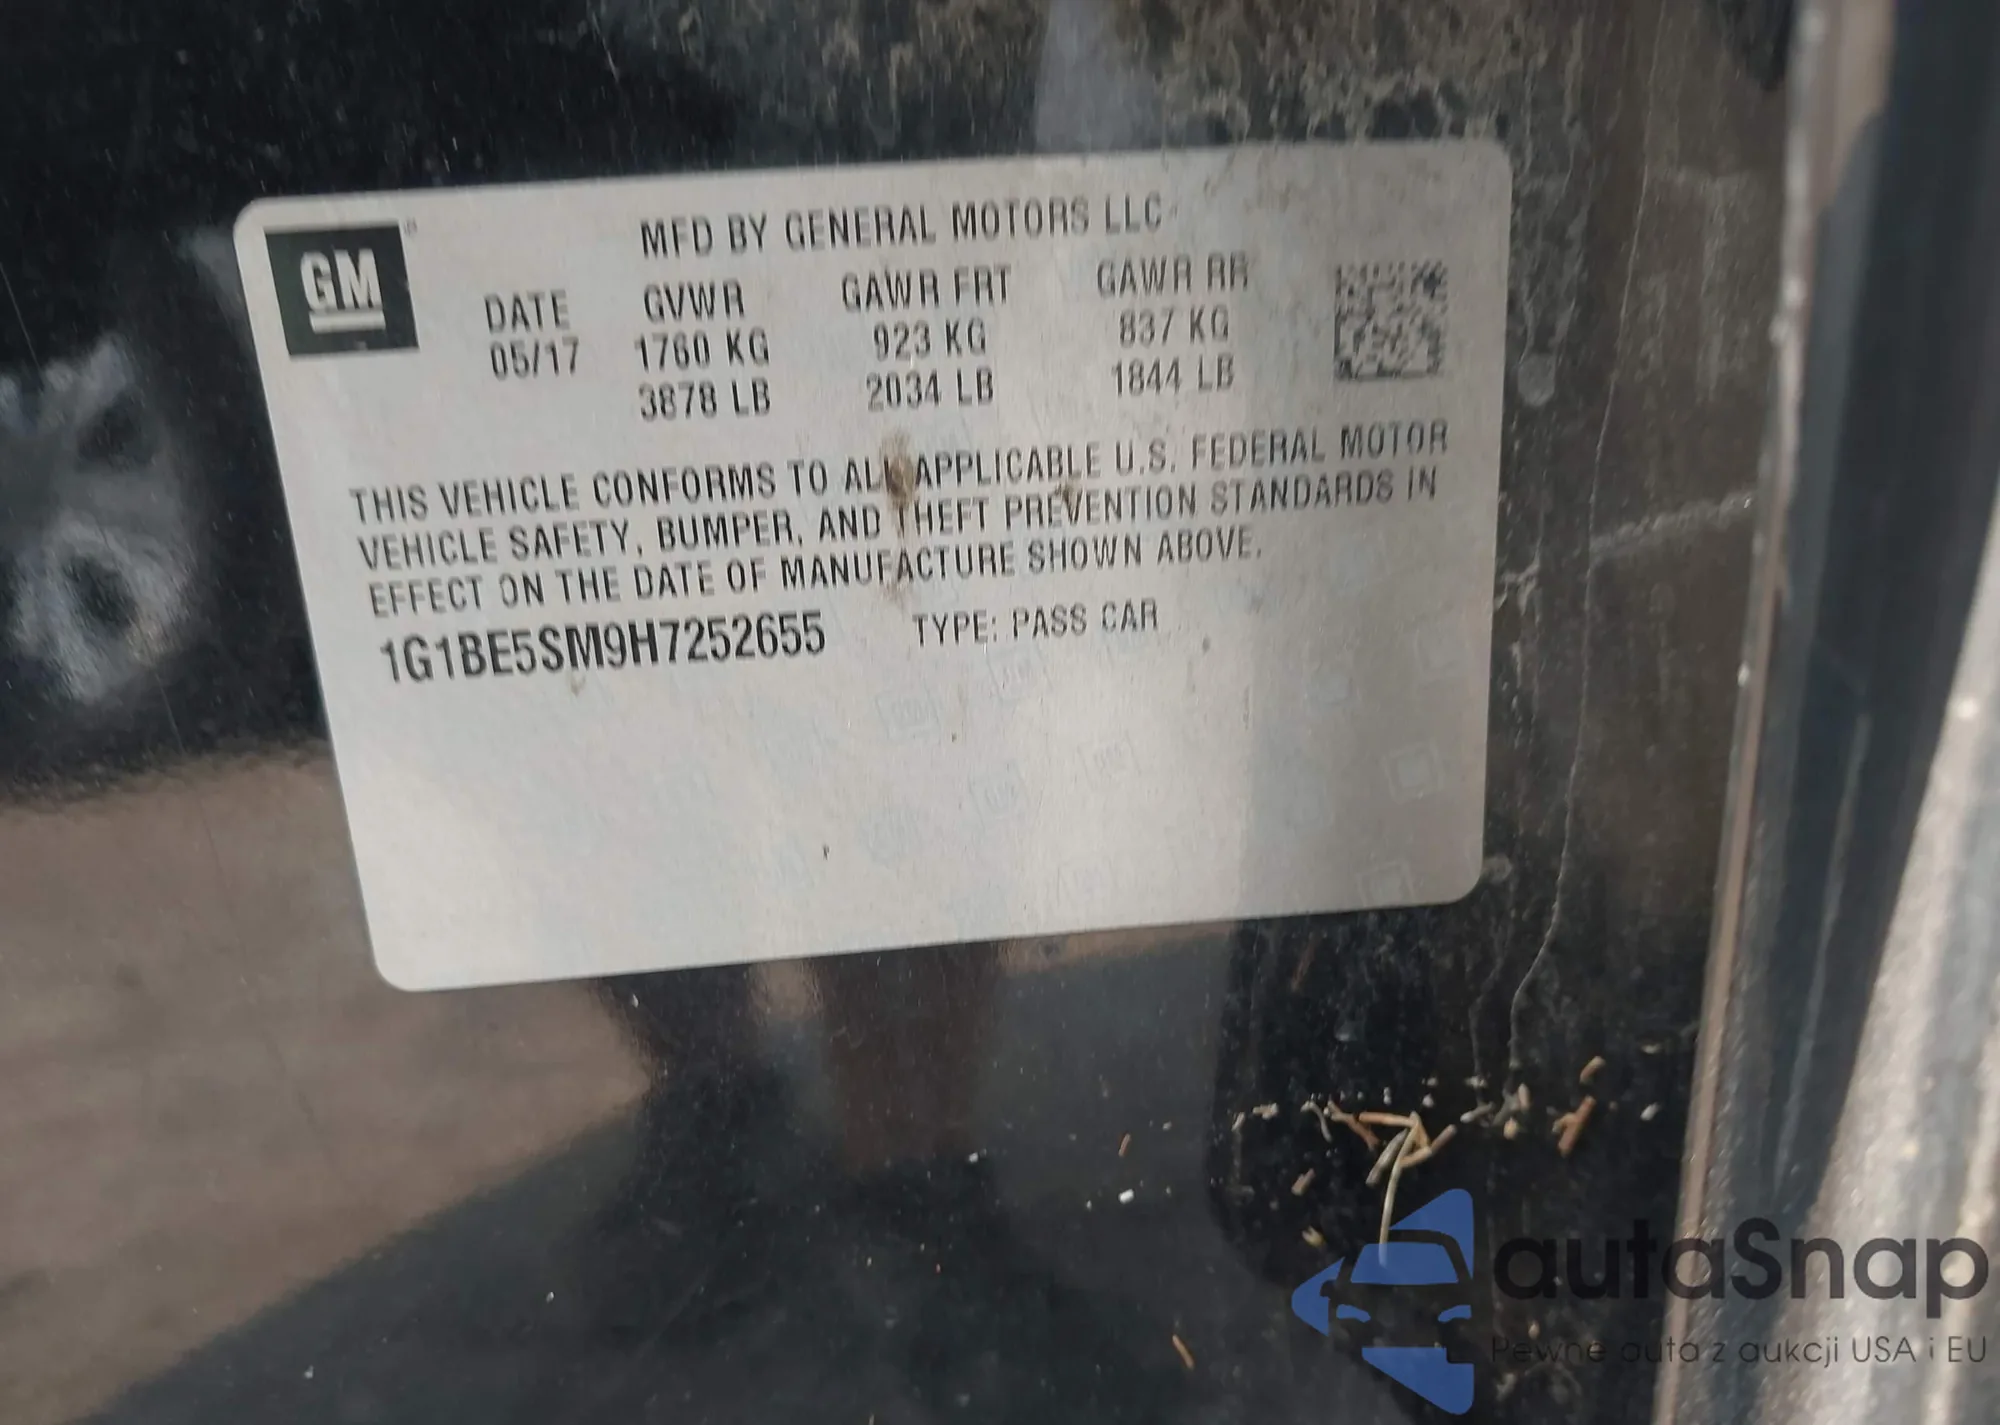 GM
MFD BY GENERAL MOTORS LLC
DATE GVWR GAWR FRT GAWR RR
05/17 1760 KG 923 KG 837 KG
3878 LB 2034 LB 1844 LB
THIS VEHICLE CONFORMS TO ALL APPLICABLE U.S. FEDERAL MOTOR
VEHICLE SAFETY, BUMPER, AND THEFT PREVENTION STANDARDS IN
EFFECT ON THE DATE OF MANUFACTURE SHOWN ABOVE.
1G1BE5SM9H7252655 TYPE: PASS CAR
autaSnap
Pewne auta z aukcji USA i EU